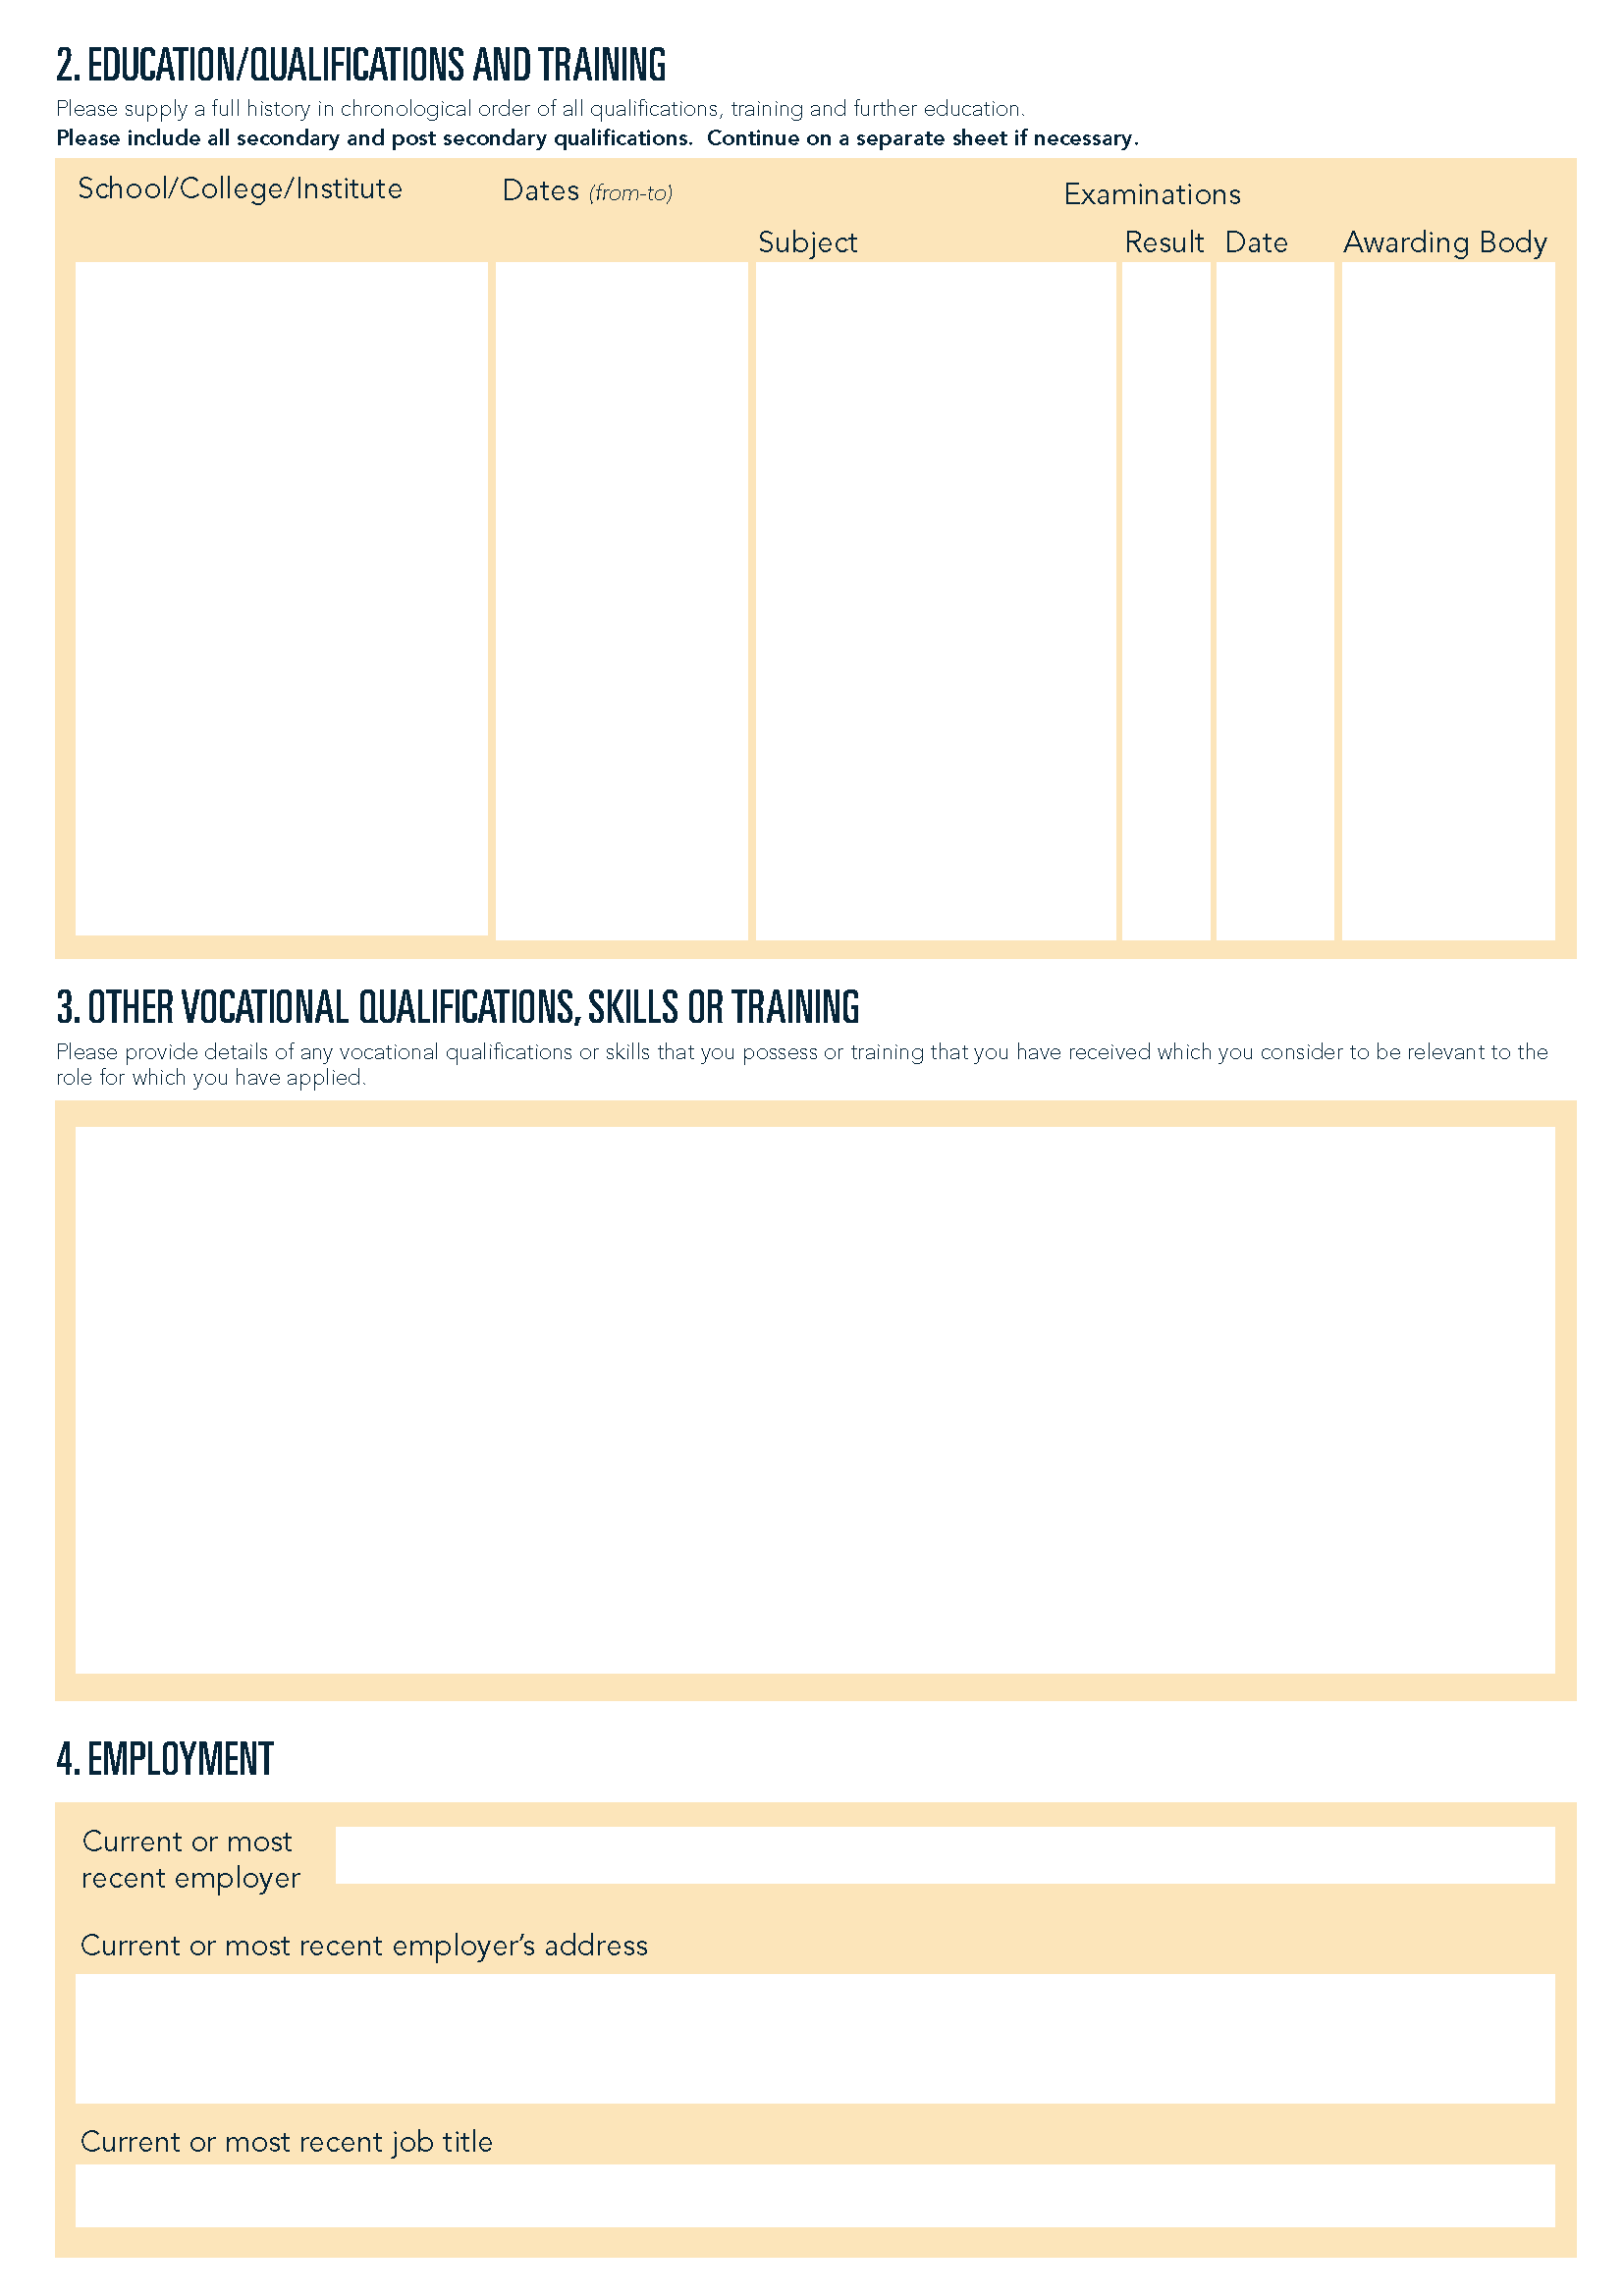 2. EDUCATION/QUALIFICATIONS AND TRAINING
Please supply a full history in chronological order of all qualifications, training and further education.
Please include all secondary and post secondary qualifications.  Continue on a separate sheet if necessary.
School/College/Institute
Dates (from-to)
Examinations
Subject
Result
Date
Awarding Body
3. OTHER VOCATIONAL QUALIFICATIONS, SKILLS OR TRAINING
Please provide details of any vocational qualifications or skills that you possess or training that you have received which you consider to be relevant to the
role for which you have applied.
4. EMPLOYMENT
Current or most
recent employer
Current or most recent employer’s address
Current or most recent job title